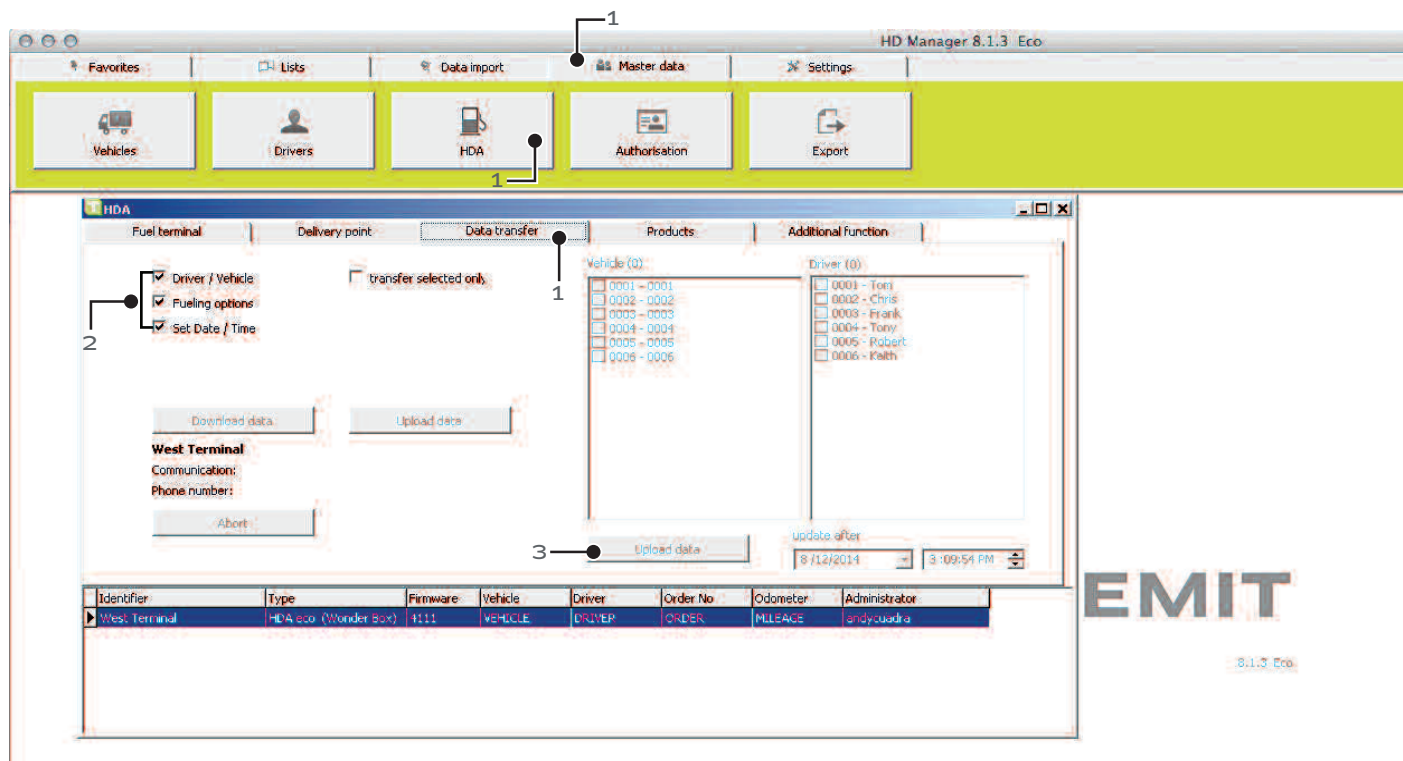 1
HD Manager 8.1.3 Eco
Favorites Lists Data import Master data Settings
Vehicles Drivers HDA Authorisation Export
1
HDA
Fuel terminal Delivery point Data transfer Products Additional function
1
Vehicle (0) Driver (0)
Driver / Vehicle transfer selected only
Fueling options
Set Date / Time
2
0001 - 0001 0001 - Tom
0002 - 0002 0002 - Chris
0003 - 0003 0003 - Frank
0004 - 0004 0004 - Tony
0005 - 0005 0005 - Robert
0006 - 0006 0006 - Keith
Download data Upload data
West Terminal
Communication:
Phone number:
Abort
3
Upload data
update after
8 /12/2014 3 :09:54 PM
Identifier Type Firmware Vehicle Driver Order No Odometer Administrator
West Terminal HDA eco (Wonder Box) 4111 VEHICLE DRIVER ORDER MILEAGE andycuadra
EMIT
8.1.3 Eco